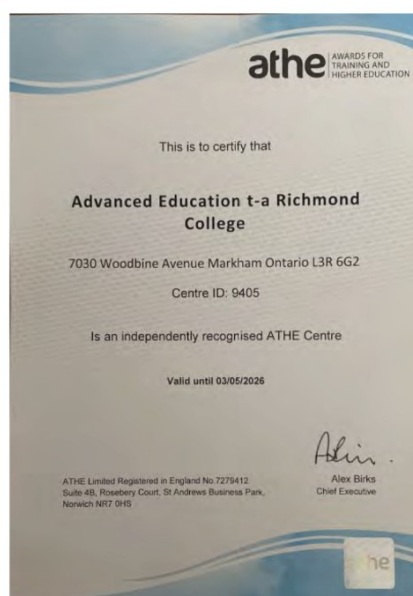 athe
AWARDS FOR
TRAINING AND
HIGHER EDUCATION
This is to certify that
Advanced Education t-a Richmond
College
7030 Woodbine Avenue Markham Ontario L3R 6G2
Centre ID: 9405
Is an independently recognised ATHE Centre
Valid until 03/05/2026
Alex Birks
Chief Executive
ATHE Limited Registered in England No.7279412
Suite 4B, Rosebery Court, St Andrews Business Park,
Norwich NR7 0HS
athe